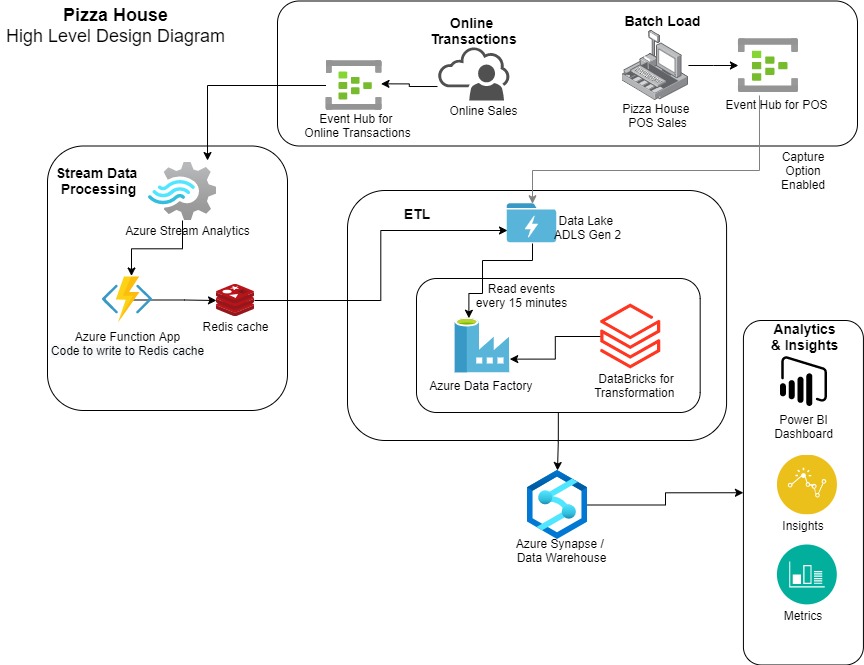 Pizza House
High Level Design Diagram
Online
Transactions
Batch Load
Event Hub for
Online Transactions
Online Sales
Pizza House
POS Sales
Event Hub for POS
Capture
Option
Enabled
Stream Data
Processing
Azure Stream Analytics
Azure Function App
Code to write to Redis cache
Redis cache
ETL
Data Lake
ADLS Gen 2
Read events
every 15 minutes
Azure Data Factory
DataBricks for
Transformation
Azure Synapse /
Data Warehouse
Analytics
& Insights
Power BI
Dashboard
Insights
Metrics